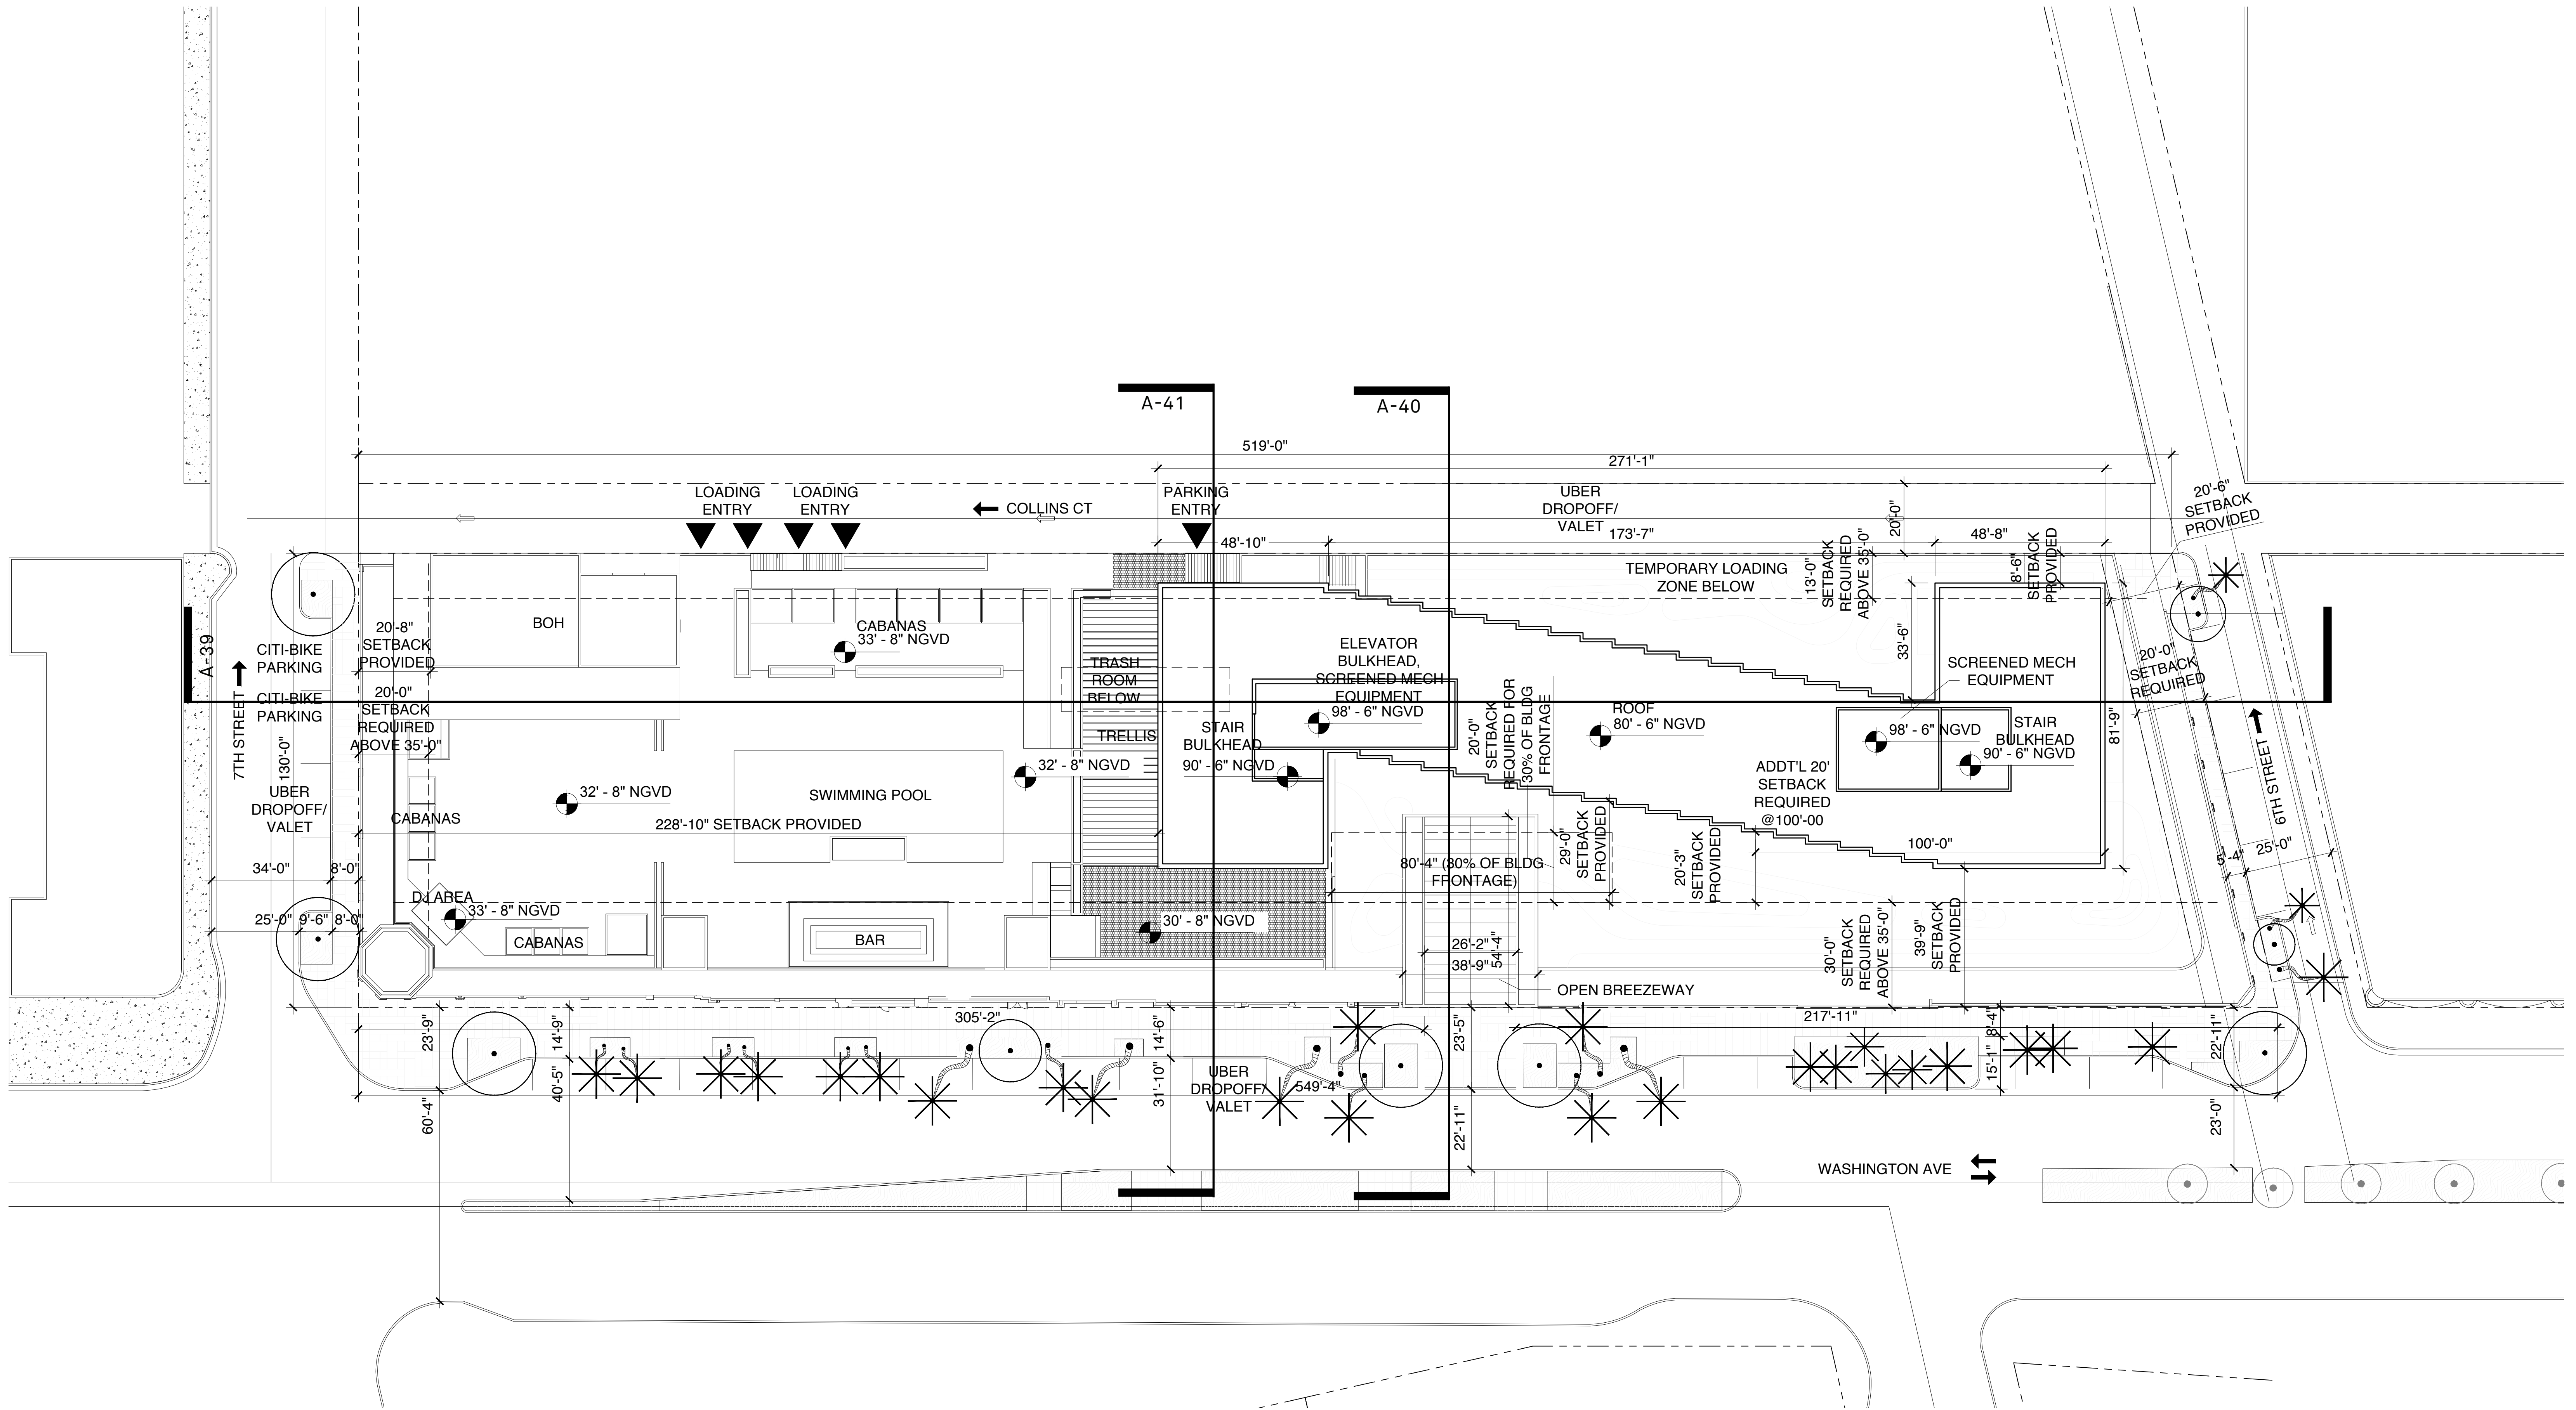 A-41
A-40
519'-0"
271'-1"
LOADING
ENTRY
LOADING
ENTRY
PARKING
ENTRY
COLLINS CT
UBER
DROPOFF/
VALET
20'-0"
20'-6"
SETBACK
PROVIDED
48'-10"
173'-7"
48'-8"
TEMPORARY LOADING
ZONE BELOW
13'-0"
SETBACK
REQUIRED
ABOVE 35'-0"
8'-6"
SETBACK
PROVIDED
A-39
7TH STREET
CITI-BIKE
PARKING
CITI-BIKE
PARKING
20'-8"
SETBACK
PROVIDED
20'-0"
SETBACK
REQUIRED
ABOVE 35'-0"
130'-0"
UBER
DROPOFF/
VALET
BOH
CABANAS
33' - 8" NGVD
TRASH
ROOM
BELOW
TRELLIS
ELEVATOR
BULKHEAD,
SCREENED MECH
EQUIPMENT
98' - 6" NGVD
STAIR
BULKHEAD
90' - 6" NGVD
20'-0"
SETBACK
REQUIRED FOR
30% OF BLDG
FRONTAGE
ROOF
80' - 6" NGVD
33'-6"
SCREENED MECH
EQUIPMENT
98' - 6" NGVD
STAIR
BULKHEAD
90' - 6" NGVD
81'-9"
20'-0"
SETBACK
REQUIRED
6TH STREET
32' - 8" NGVD
32' - 8" NGVD
SWIMMING POOL
CABANAS
228'-10" SETBACK PROVIDED
ADDT'L 20'
SETBACK
REQUIRED
@100'-00
100'-0"
29'-0"
SETBACK
PROVIDED
20'-3"
SETBACK
PROVIDED
80'-4" (30% OF BLDG
FRONTAGE)
5'-4"
25'-0"
34'-0"
8'-0"
DJ AREA
33' - 8" NGVD
25'-0"
9'-6"
8'-0"
CABANAS
BAR
30' - 8" NGVD
26'-2"
54'-4"
38'-9"
OPEN BREEZEWAY
30'-0"
SETBACK
REQUIRED
ABOVE 35'-0"
39'-9"
SETBACK
PROVIDED
305'-2"
217'-11"
23'-9"
14'-9"
14'-6"
23'-5"
8'-4"
22'-11"
60'-4"
40'-5"
31'-10"
UBER
DROPOFF/
VALET
549'-4"
22'-11"
15'-1"
23'-0"
WASHINGTON AVE